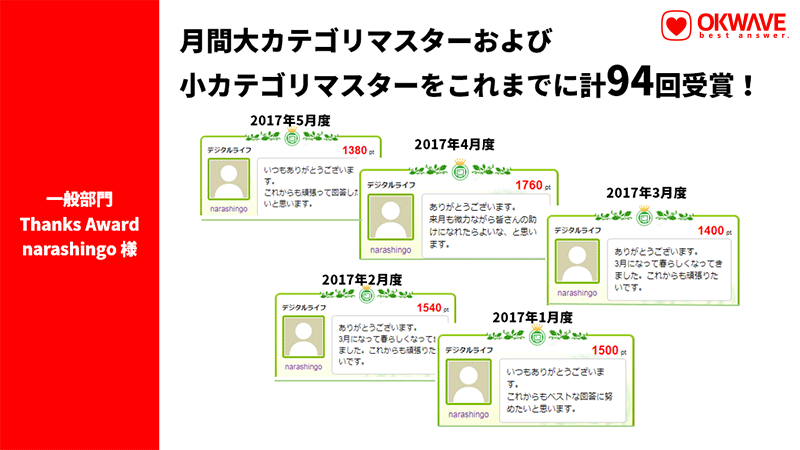 月間大カテゴリマスターおよび
小カテゴリマスターをこれまでに計94回受賞！
OKWAVE
best answer.
一般部門
Thanks Award
narashingo 様
2017年5月度
デジタルライフ
1380 pt
いつもありがとうございま
す。
これからも頑張って回答した
いと思います。
narashingo
2017年4月度
デジタルライフ
1760 pt
ありがとうございます。
来月も微力ながら皆さんの助
けになれたらよいな、と思い
ます。
narashingo
2017年3月度
デジタルライフ
1400 pt
ありがとうございます。
3月になって春らしくなってき
ました。これからも頑張りた
いです。
narashingo
2017年2月度
デジタルライフ
1540 pt
ありがとうございます。
3月になって春らしくなって
ました。これからも頑張りた
いです。
narashingo
2017年1月度
デジタルライフ
1500 pt
いつもありがとうございま
す。
これからもベストな回答に努
めたいと思います。
narashingo